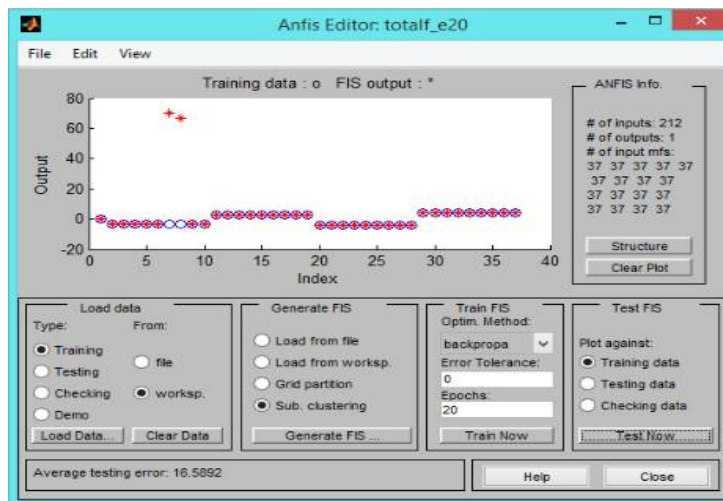 Anfis Editor: totalf_e20
File Edit View
Training data : o FIS output : *
80
60
40
20
0
-20
Output
0 5 10 15 20 25 30 35 40
Index
ANFIS Info.
# of inputs: 212
# of outputs: 1
# of input mfs:
37 37 37 37 37
37 37 37 37
37 37 37 37
37 37 37 37
Structure
Clear Plot
Load data
Type: From:
Training
Testing
Checking
Demo
file
worksp.
Load Data... Clear Data
Generate FIS
Load from file
Load from worksp.
Grid partition
Sub. clustering
Generate FIS ...
Train FIS
Optim. Method:
backpropa
Error Tolerance:
0
Epochs:
20
Train Now
Test FIS
Plot against:
Training data
Testing data
Checking data
Test Now
Average testing error: 16.5892
Help Close